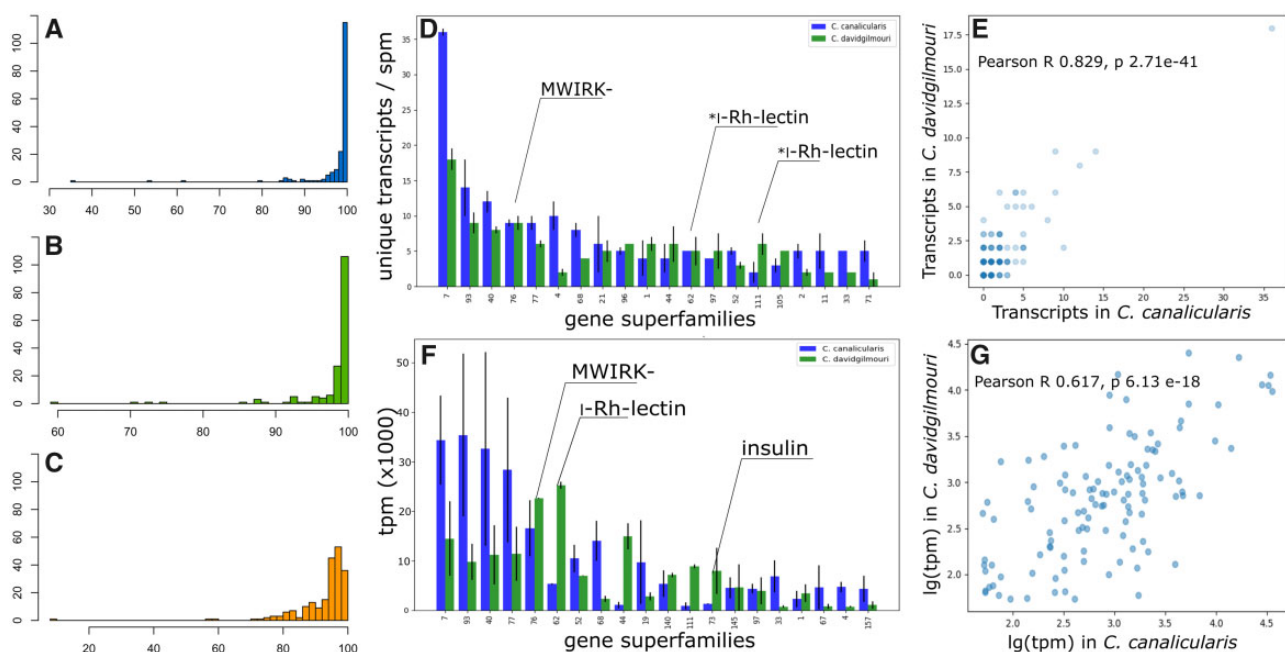 A
100
80
60
40
20
0
30 40 50 60 70 80 90 100
B
100
80
60
40
20
0
60 70 80 90 100
C
100
80
60
40
20
0
20 40 60 80 100
D
C. canalicularis
C. davidgilmouri
unique transcripts / spm
35
30
25
20
15
10
5
0
MWIRK-
*I-Rh-lectin
*I-Rh-lectin
7 93 40 76 77 4 68 21 96 1 44 62 97 52 111 105 2 11 33 71
gene superfamilies
E
Pearson R 0.829, p 2.71e-41
Transcripts in C. davidgilmouri
17.5
15.0
12.5
10.0
7.5
5.0
2.5
0.0
0 5 10 15 20 25 30 35
Transcripts in C. canalicularis
F
C. canalicularis
C. davidgilmouri
tpm (x1000)
50
40
30
20
10
0
MWIRK-
I-Rh-lectin
insulin
7 93 40 77 76 62 52 68 44 19 140 111 73 145 97 33 1 67 4 157
gene superfamilies
G
Pearson R 0.617, p 6.13 e-18
lg(tpm) in C. davidgilmouri
4.5
4.0
3.5
3.0
2.5
2.0
2.0 2.5 3.0 3.5 4.0 4.5
lg(tpm) in C. canalicularis